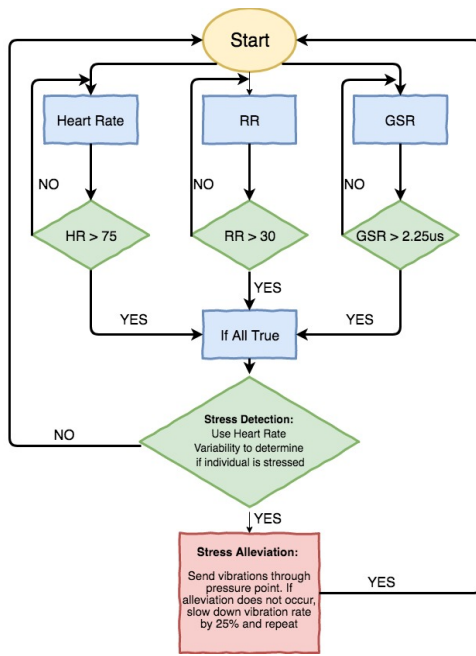 Start
Heart Rate
RR
GSR
NO
NO
NO
HR > 75
RR > 30
GSR > 2.25us
YES
YES
YES
If All True
Stress Detection:
Use Heart Rate
Variability to determine
if individual is stressed
NO
YES
Stress Alleviation:
Send vibrations through
pressure point. If
alleviation does not occur,
slow down vibration rate
by 25% and repeat
YES